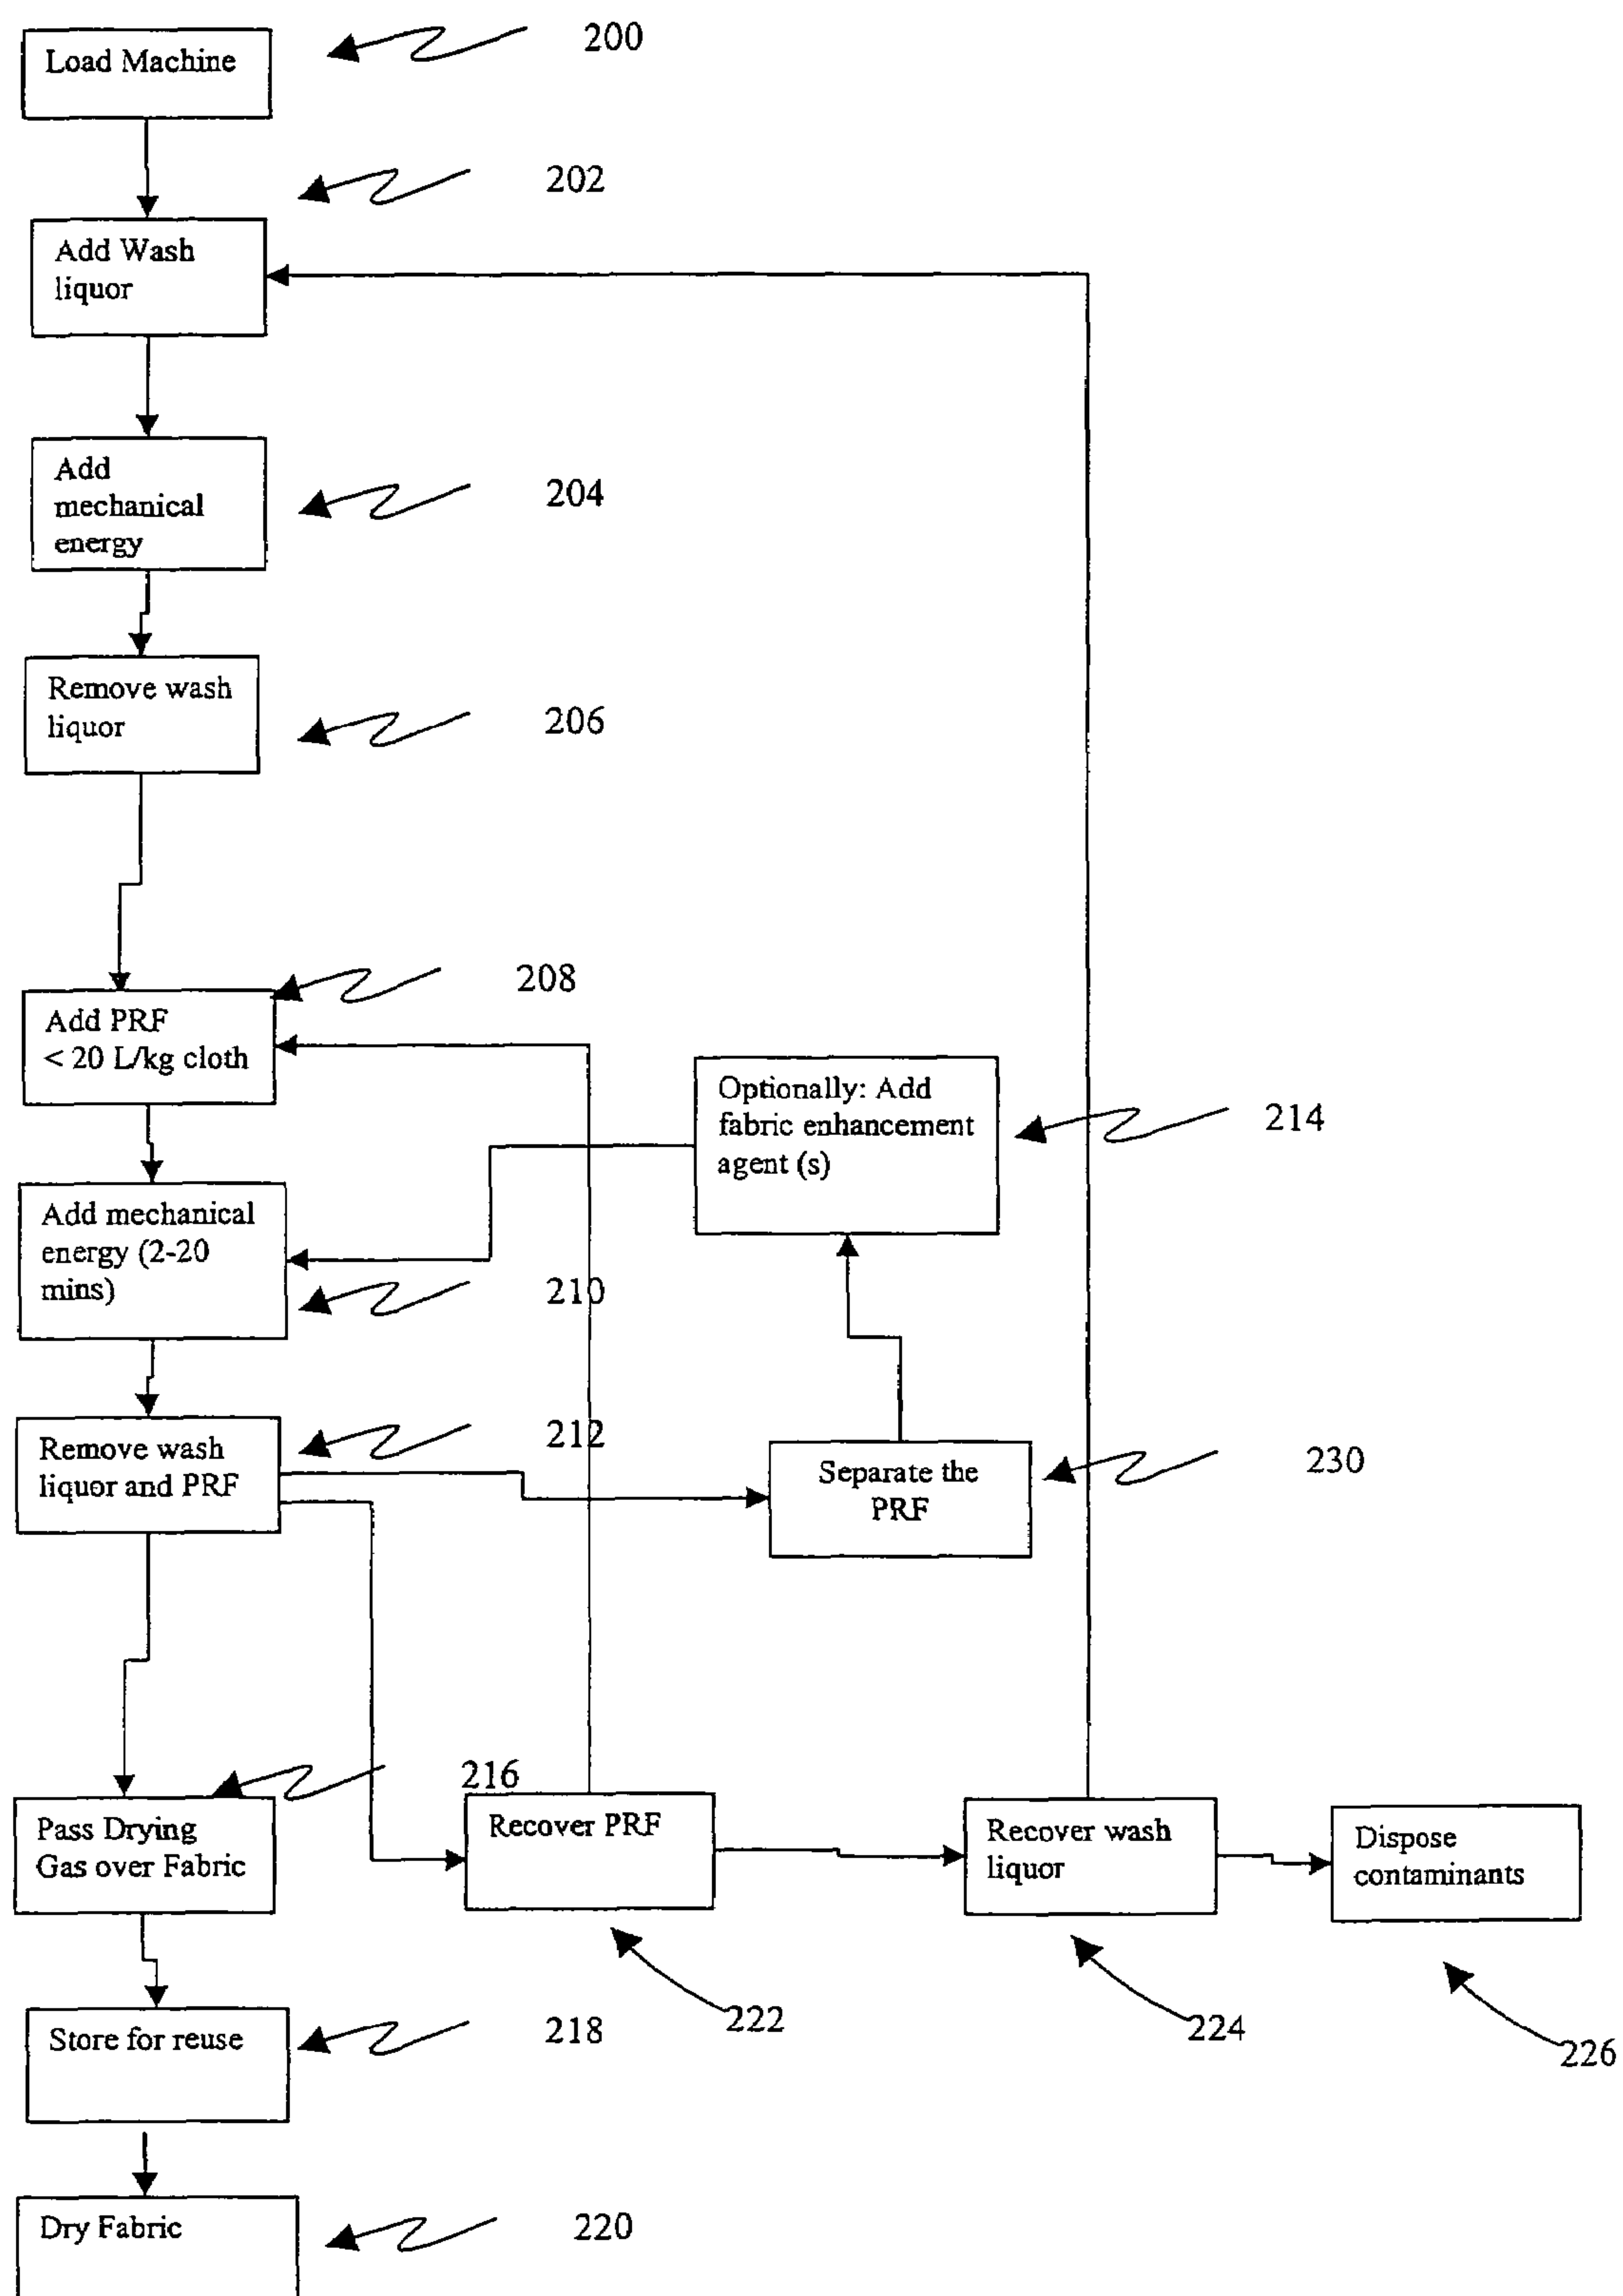 Load Machine
200
202
Add Wash
liquor
Add
mechanical
energy
204
Remove wash
liquor
206
208
Add PRF
< 20 L/kg cloth
Optionally: Add
fabric enhancement
agent (s)
214
Add mechanical
energy (2-20
mins)
210
Remove wash
liquor and PRF
212
Separate the
PRF
230
216
Pass Drying
Gas over Fabric
Recover PRF
Recover wash
liquor
Dispose
contaminants
222
224
226
Store for reuse
218
Dry Fabric
220